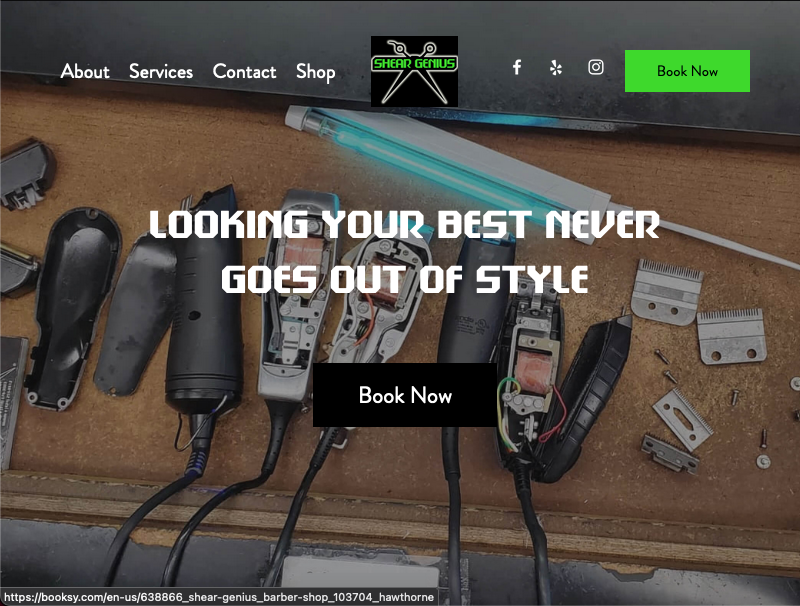 About Services Contact Shop
SHEAR GENIUS
Book Now
LOOKING YOUR BEST NEVER
GOES OUT OF STYLE
Book Now
https://booksy.com/en-us/638866_shear-genius_barber-shop_103704_hawthorne